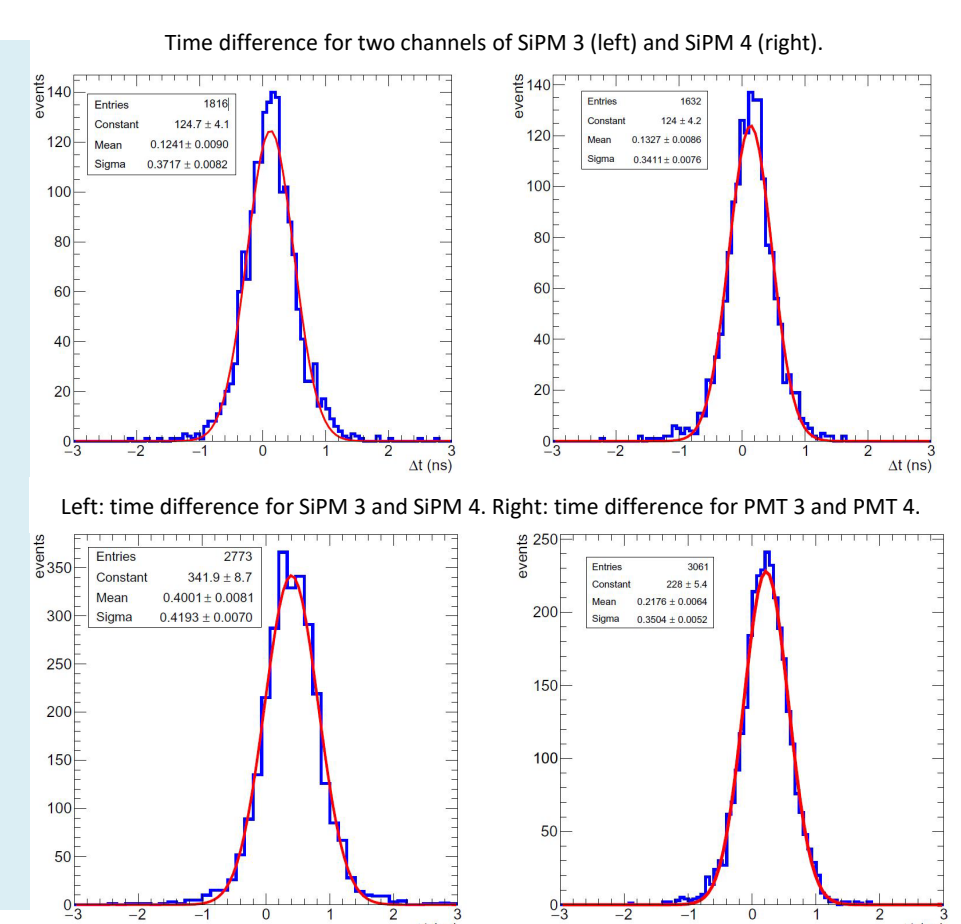 Time difference for two channels of SiPM 3 (left) and SiPM 4 (right).
events
140
120
100
80
60
40
20
0
Entries 1816
Constant 124.7 ± 4.1
Mean 0.1241± 0.0090
Sigma 0.3717 ± 0.0082
−3 −2 −1 0 1 2 3
Δt (ns)
events
140
120
100
80
60
40
20
0
Entries 1632
Constant 124 ± 4.2
Mean 0.1327 ± 0.0086
Sigma 0.3411 ± 0.0076
−3 −2 −1 0 1 2 3
Δt (ns)
Left: time difference for SiPM 3 and SiPM 4. Right: time difference for PMT 3 and PMT 4.
events
350
300
250
200
150
100
50
0
Entries 2773
Constant 341.9 ± 8.7
Mean 0.4001± 0.0081
Sigma 0.4193 ± 0.0070
−3 −2 −1 0 1 2 3
events
250
200
150
100
50
0
Entries 3061
Constant 228 ± 5.4
Mean 0.2176 ± 0.0064
Sigma 0.3504 ± 0.0052
−3 −2 −1 0 1 2 3